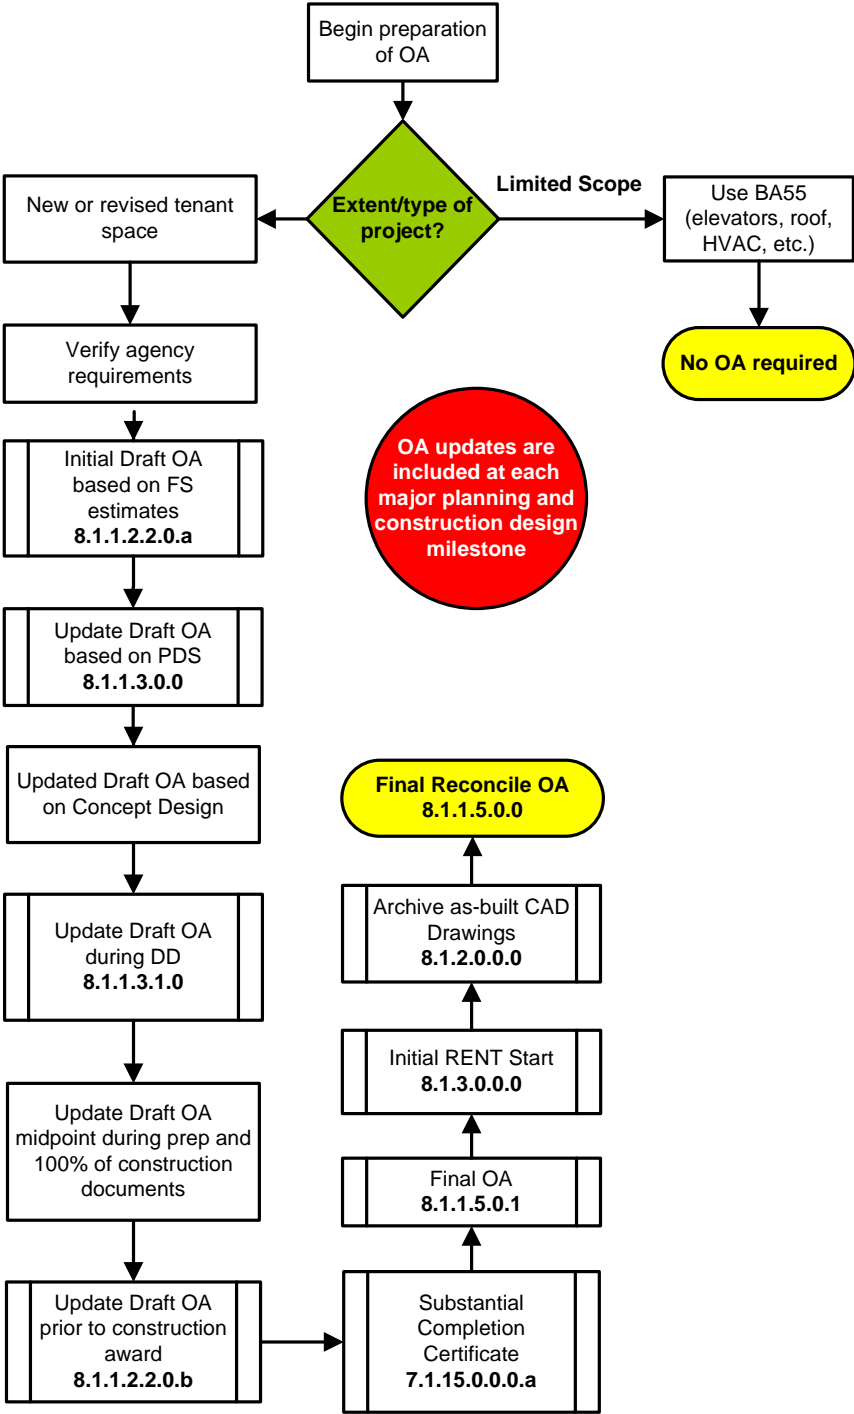 Begin preparation
of OA
Extent/type of
project?
Limited Scope
Use BA55
(elevators, roof,
HVAC, etc.)
No OA required
New or revised tenant
space
Verify agency
requirements
Initial Draft OA
based on FS
estimates
8.1.1.2.2.0.a
OA updates are
included at each
major planning and
construction design
milestone
Update Draft OA
based on PDS
8.1.1.3.0.0
Updated Draft OA based
on Concept Design
Update Draft OA
during DD
8.1.1.3.1.0
Update Draft OA
midpoint during prep and
100% of construction
documents
Update Draft OA
prior to construction
award
8.1.1.2.2.0.b
Substantial
Completion
Certificate
7.1.15.0.0.0.a
Final OA
8.1.1.5.0.1
Initial RENT Start
8.1.3.0.0.0
Archive as-built CAD
Drawings
8.1.2.0.0.0
Final Reconcile OA
8.1.1.5.0.0